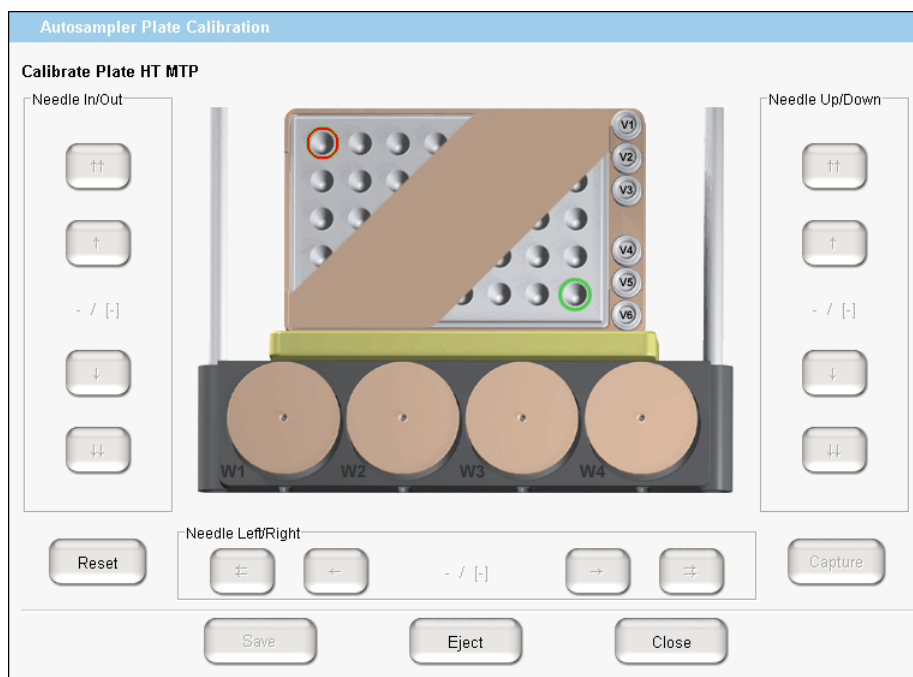 Autosampler Plate Calibration
Calibrate Plate HT MTP
Needle In/Out
Needle Up/Down
V1
V2
V3
V4
V5
V6
↑↑
↑
- / [-]
↓
↓↓
↑↑
↑
- / [-]
↓
↓↓
W1 W2 W3 W4
Needle Left/Right
Reset
⇇ ← - / [-] → ⇉
Capture
Save Eject Close